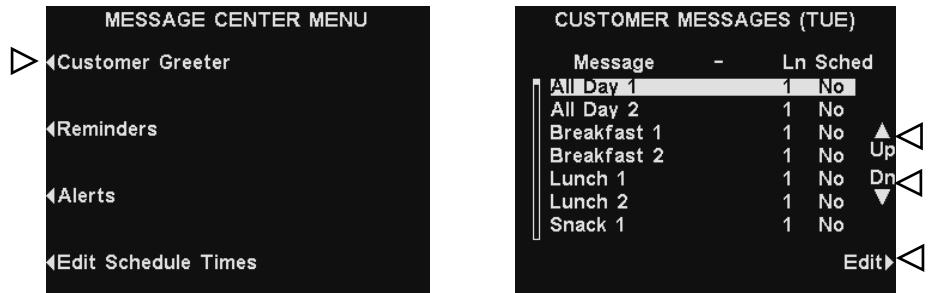 MESSAGE CENTER MENU
Customer Greeter
Reminders
Alerts
Edit Schedule Times
CUSTOMER MESSAGES (TUE)
Message - Ln Sched
All Day 1 1 No
All Day 2 1 No
Breakfast 1 1 No
Breakfast 2 1 No
Up
Lunch 1 1 No
Dn
Lunch 2 1 No
Snack 1 1 No
Edit